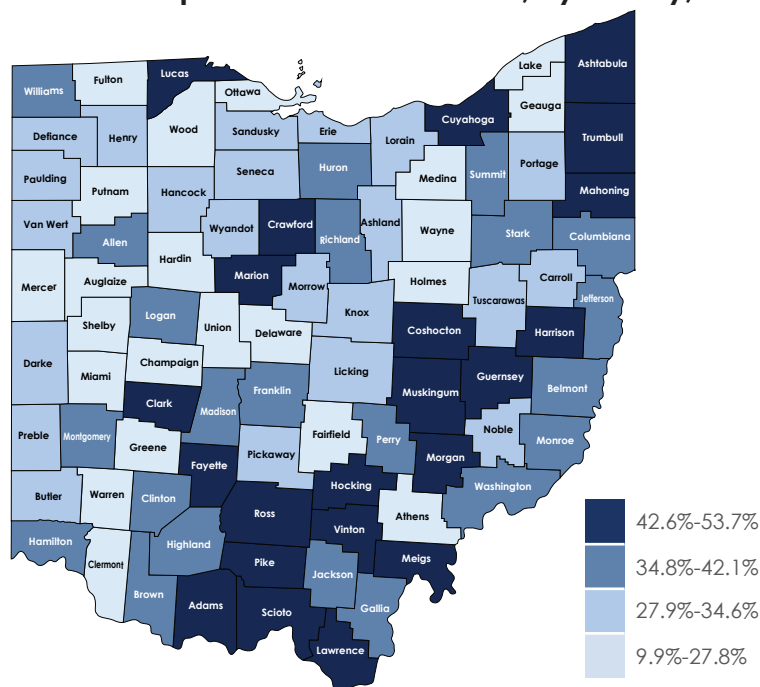 Lake
Ashtabula
Lucas
Fulton
Williams
Ottawa
Geauga
Cuyahoga
Wood
Sandusky
Erie
Trumbull
Defiance
Henry
Lorain
Portage
Seneca
Huron
Summit
Medina
Paulding
Putnam
Mahoning
Hancock
Van Wert
Wyandot
Crawford
Ashland
Allen
Richland
Wayne
Stark
Columbiana
Hardin
Marion
Mercer
Auglaize
Morrow
Holmes
Carroll
Tuscarawas
Jefferson
Logan
Knox
Shelby
Union
Delaware
Coshocton
Harrison
Darke
Champaign
Licking
Miami
Guernsey
Belmont
Clark
Franklin
Muskingum
Madison
Preble
Montgomery
Fairfield
Perry
Noble
Monroe
Greene
Pickaway
Morgan
Fayette
Hocking
Washington
Butler
Warren
Clinton
Ross
Athens
Vinton
Hamilton
Highland
Meigs
Clermont
Pike
Jackson
Brown
Adams
Scioto
Gallia
Lawrence
42.6%-53.7%
34.8%-42.1%
27.9%-34.6%
9.9%-27.8%